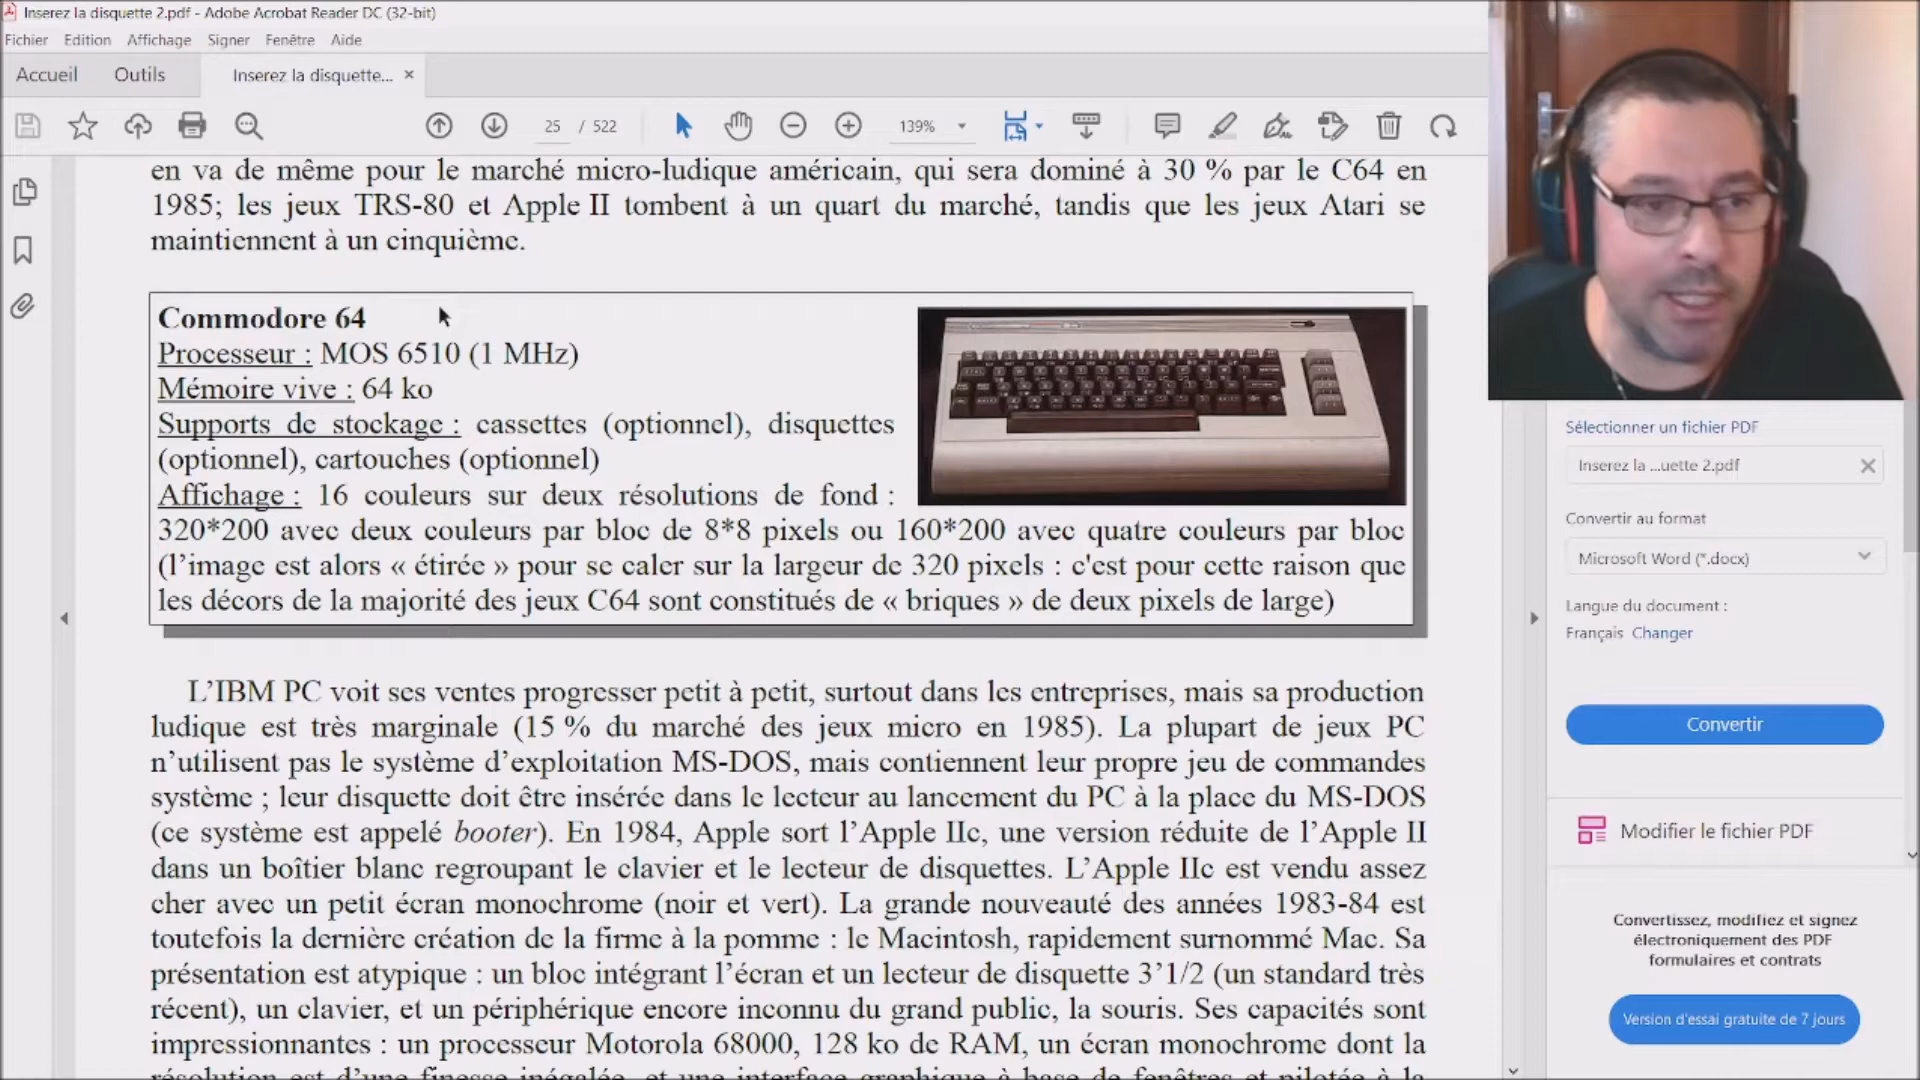 Inserez la disquette 2.pdf - Adobe Acrobat Reader DC (32-bit)
Fichier Edition Affichage Signer Fenêtre Aide
Accueil Outils Inserez la disquette...
25 / 522 139%
en va de même pour le marché micro-ludique américain, qui sera dominé à 30 % par le C64 en
1985; les jeux TRS-80 et Apple II tombent à un quart du marché, tandis que les jeux Atari se
maintiennent à un cinquième.
Commodore 64
Processeur : MOS 6510 (1 MHz)
Mémoire vive : 64 ko
Supports de stockage : cassettes (optionnel), disquettes
(optionnel), cartouches (optionnel)
Affichage : 16 couleurs sur deux résolutions de fond :
320*200 avec deux couleurs par bloc de 8*8 pixels ou 160*200 avec quatre couleurs par bloc
(l'image est alors « étirée » pour se caler sur la largeur de 320 pixels : c'est pour cette raison que
les décors de la majorité des jeux C64 sont constitués de « briques » de deux pixels de large)
L'IBM PC voit ses ventes progresser petit à petit, surtout dans les entreprises, mais sa production
ludique est très marginale (15 % du marché des jeux micro en 1985). La plupart de jeux PC
n'utilisent pas le système d'exploitation MS-DOS, mais contiennent leur propre jeu de commandes
système ; leur disquette doit être insérée dans le lecteur au lancement du PC à la place du MS-DOS
(ce système est appelé booter). En 1984, Apple sort l'Apple IIc, une version réduite de l'Apple II
dans un boîtier blanc regroupant le clavier et le lecteur de disquettes. L'Apple IIc est vendu assez
cher avec un petit écran monochrome (noir et vert). La grande nouveauté des années 1983-84 est
toutefois la dernière création de la firme à la pomme : le Macintosh, rapidement surnommé Mac. Sa
présentation est atypique : un bloc intégrant l'écran et un lecteur de disquette 3'1/2 (un standard très
récent), un clavier, et un périphérique encore inconnu du grand public, la souris. Ses capacités sont
impressionnantes : un processeur Motorola 68000, 128 ko de RAM, un écran monochrome dont la
résolution est d'une finesse inégalée, et une interface graphique à base de fenêtres et pilotée à la
Sélectionner un fichier PDF
Inserez la ...uette 2.pdf
Convertir au format
Microsoft Word (*.docx)
Langue du document :
Français Changer
Convertir
Modifier le fichier PDF
Convertissez, modifiez et signez
électroniquement des PDF
formulaires et contrats
Version d'essai gratuite de 7 jours